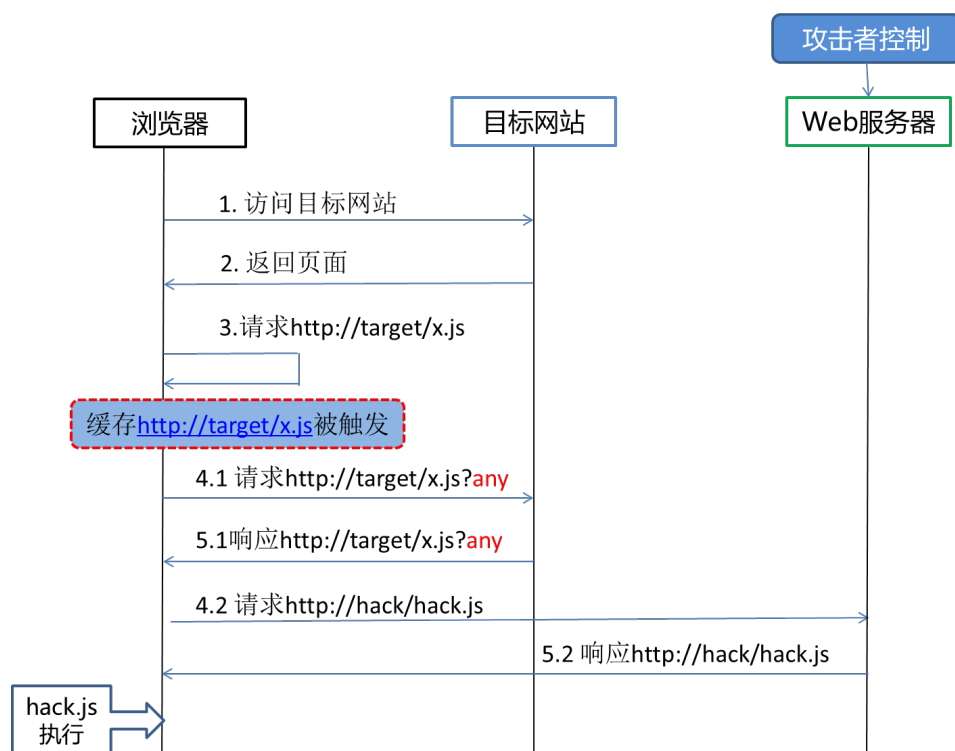 攻击者控制
浏览器
目标网站
Web服务器
1. 访问目标网站
2. 返回页面
3.请求http://target/x.js
缓存http://target/x.js被触发
4.1 请求http://target/x.js?any
5.1响应http://target/x.js?any
4.2 请求http://hack/hack.js
5.2 响应http://hack/hack.js
hack.js
执行